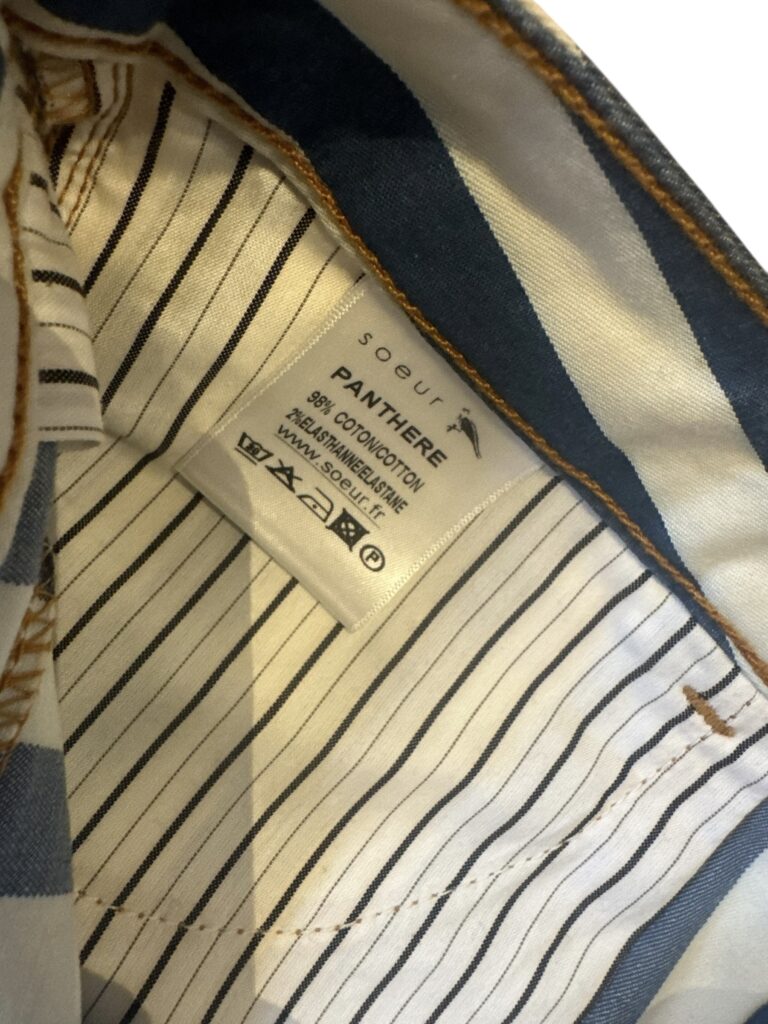 soeur
PANTHERE
98% COTON/COTTON
2%ELASTHANNE/ELASTANE
www.soeur.fr
P